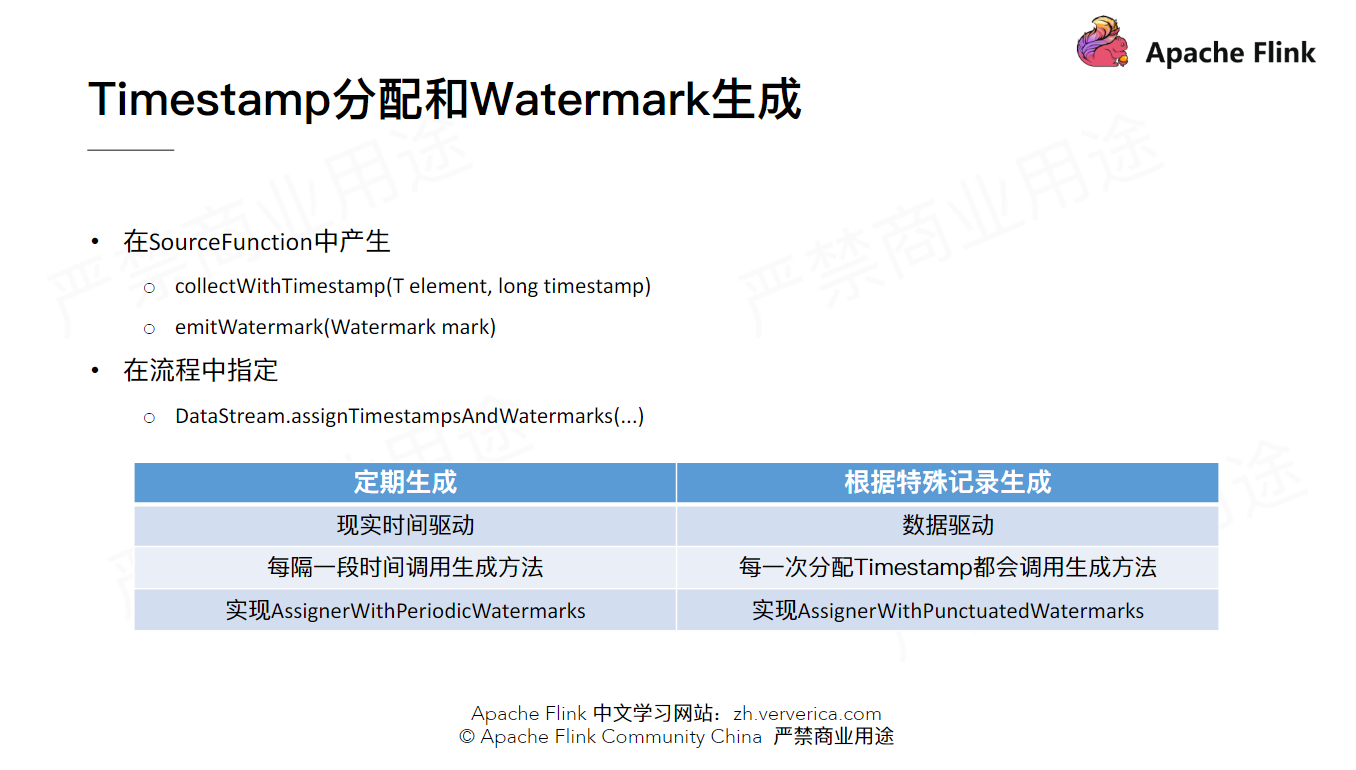 Apache Flink
Timestamp分配和Watermark生成
• 在SourceFunction中产生
○ collectWithTimestamp(T element, long timestamp)
○ emitWatermark(Watermark mark)
• 在流程中指定
○ DataStream.assignTimestampsAndWatermarks(...)
定期生成 根据特殊记录生成
现实时间驱动 数据驱动
每隔一段时间调用生成方法 每一次分配Timestamp都会调用生成方法
实现AssignerWithPeriodicWatermarks 实现AssignerWithPunctuatedWatermarks
Apache Flink 中文学习网站：zh.ververica.com
© Apache Flink Community China 严禁商业用途
严禁商业用途
严禁商业用途